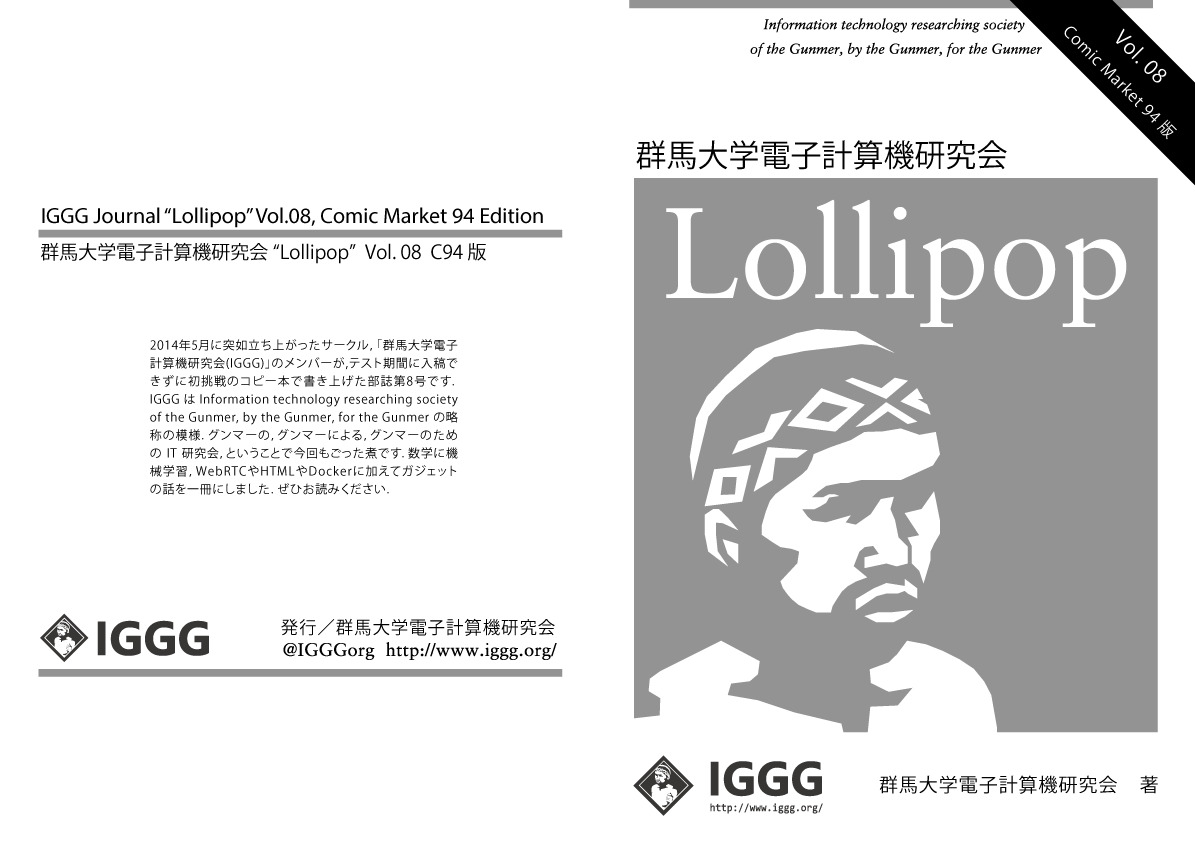 IGGG Journal “Lollipop” Vol.08, Comic Market 94 Edition
群馬大学電子計算機研究会 “Lollipop” Vol. 08 C94 版
2014年5月に突如立ち上がったサークル,「群馬大学電子
計算機研究会(IGGG)」のメンバーが,テスト期間に入稿で
きずに初挑戦のコピー本で書き上げた部誌第8号です.
IGGG は Information technology researching society
of the Gunmer, by the Gunmer, for the Gunmer の略
称の模様. グンマーの, グンマーによる, グンマーのため
の IT 研究会, ということで今回もごった煮です. 数学に機
械学習, WebRTCやHTMLやDockerに加えてガジェット
の話を一冊にしました. ぜひお読みください.
IGGG
発行／群馬大学電子計算機研究会
@IGGGorg http://www.iggg.org/
Information technology researching society
of the Gunmer, by the Gunmer, for the Gunmer
Vol. 08
Comic Market 94 版
群馬大学電子計算機研究会
Lollipop
IGGG
http://www.iggg.org/
群馬大学電子計算機研究会 著